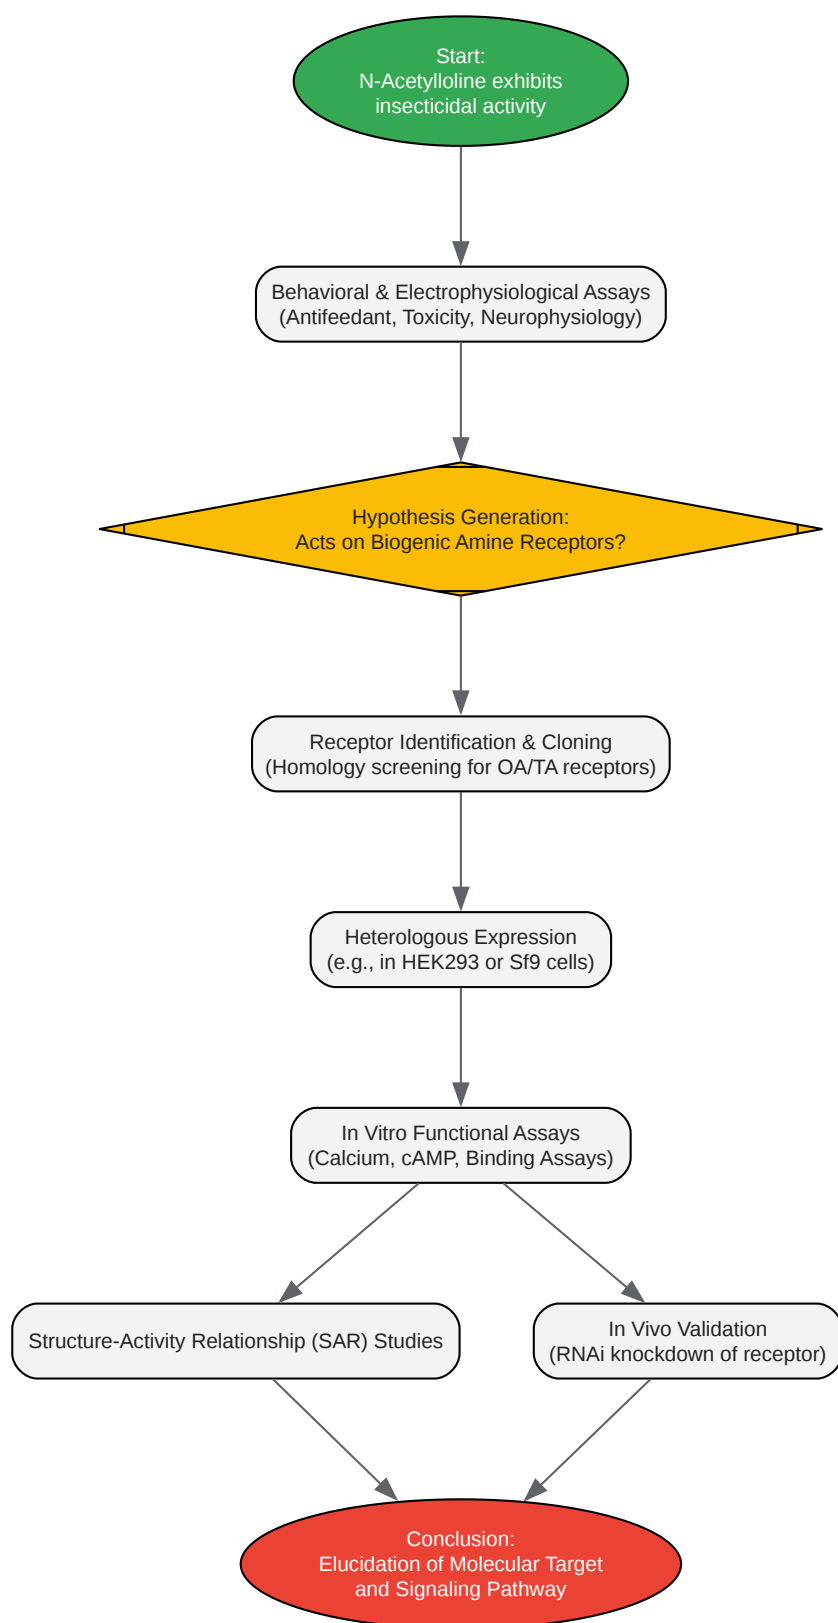 Start:
N-Acetylloline exhibits
insecticidal activity
Behavioral & Electrophysiological Assays
(Antifeedant, Toxicity, Neurophysiology)
Hypothesis Generation:
Acts on Biogenic Amine Receptors?
Receptor Identification & Cloning
(Homology screening for OA/TA receptors)
Heterologous Expression
(e.g., in HEK293 or Sf9 cells)
In Vitro Functional Assays
(Calcium, cAMP, Binding Assays)
Structure-Activity Relationship (SAR) Studies
In Vivo Validation
(RNAi knockdown of receptor)
Conclusion:
Elucidation of Molecular Target
and Signaling Pathway